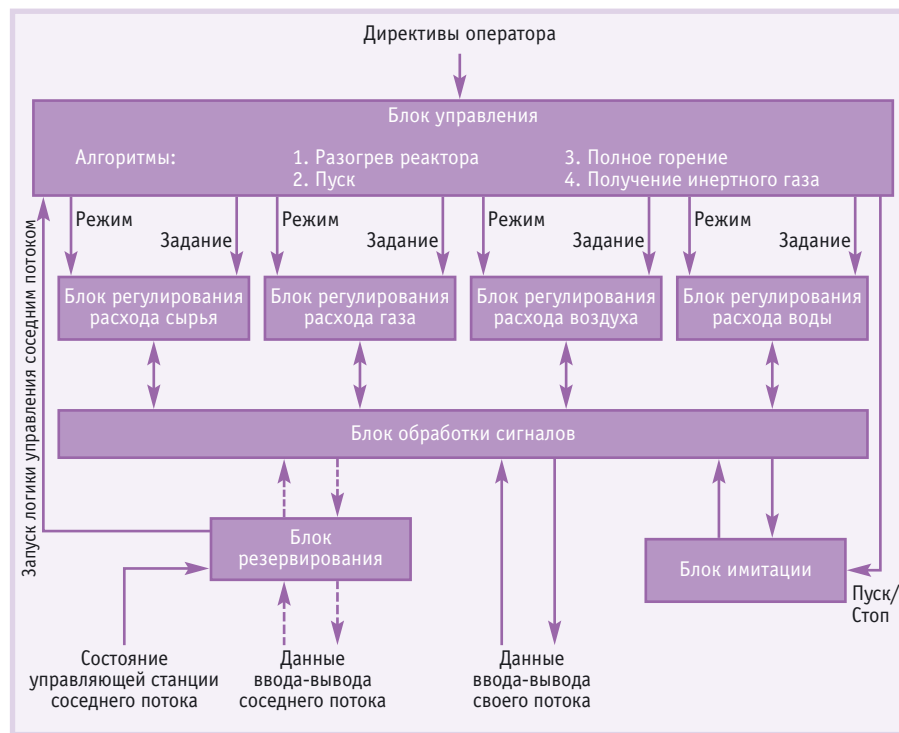 Директивы оператора
Блок управления
Алгоритмы:
1. Разогрев реактора
2. Пуск
3. Полное горение
4. Получение инертного газа
Запуск логики управления соседним потоком
Режим
Задание
Режим
Задание
Режим
Задание
Режим
Задание
Блок регулирования
расхода сырья
Блок регулирования
расхода газа
Блок регулирования
расхода воздуха
Блок регулирования
расхода воды
Блок обработки сигналов
Блок
резервирования
Блок имитации
Пуск/
Стоп
Состояние
управляющей станции
соседнего потока
Данные
ввода-вывода
соседнего потока
Данные
ввода-вывода
своего потока